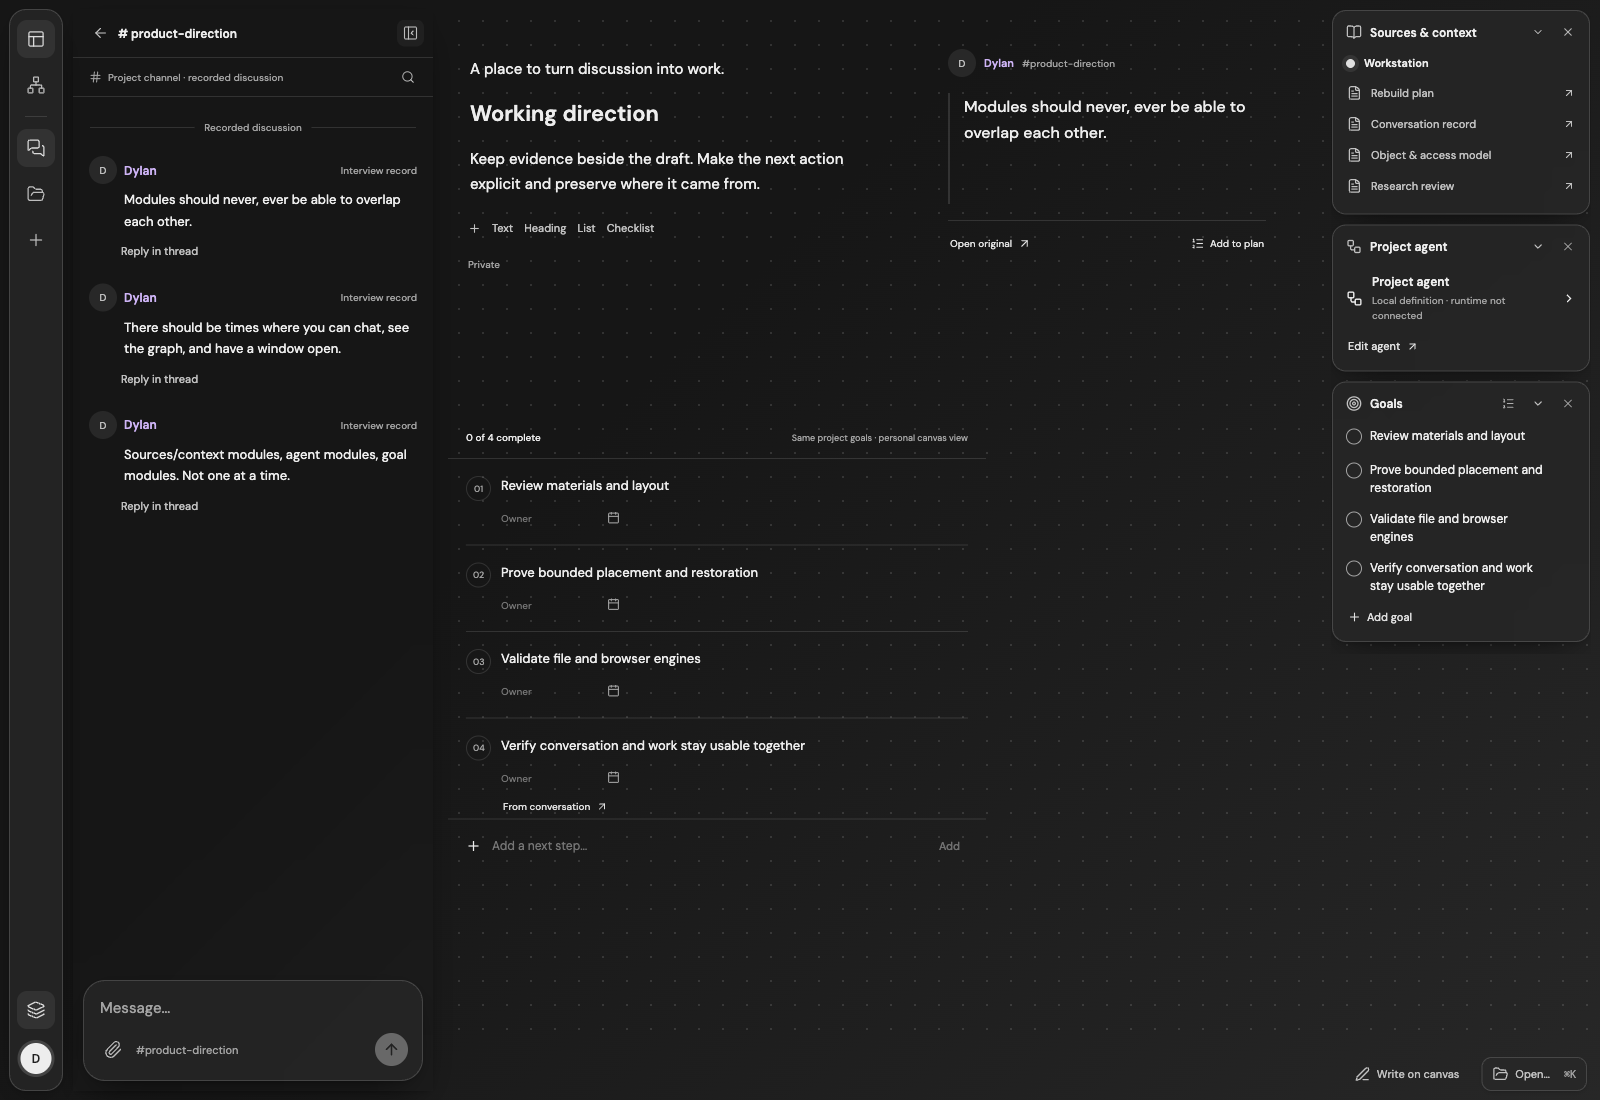 # product-direction
# Project channel · recorded discussion
Recorded discussion
D Dylan Interview record
Modules should never, ever be able to overlap
each other.
Reply in thread
D Dylan Interview record
There should be times where you can chat, see
the graph, and have a window open.
Reply in thread
D Dylan Interview record
Sources/context modules, agent modules, goal
modules. Not one at a time.
Reply in thread
Message...
#product-direction
D
A place to turn discussion into work.
Working direction
Keep evidence beside the draft. Make the next action
explicit and preserve where it came from.
+ Text Heading List Checklist
Private
D Dylan #product-direction
Modules should never, ever be able to
overlap each other.
Open original Add to plan
0 of 4 complete Same project goals · personal canvas view
01 Review materials and layout
Owner
02 Prove bounded placement and restoration
Owner
03 Validate file and browser engines
Owner
04 Verify conversation and work stay usable together
Owner
From conversation
+ Add a next step... Add
Sources & context
Workstation
Rebuild plan
Conversation record
Object & access model
Research review
Project agent
Project agent
Local definition · runtime not
connected
Edit agent
Goals
Review materials and layout
Prove bounded placement and
restoration
Validate file and browser
engines
Verify conversation and work
stay usable together
+ Add goal
Write on canvas Open... ⌘K